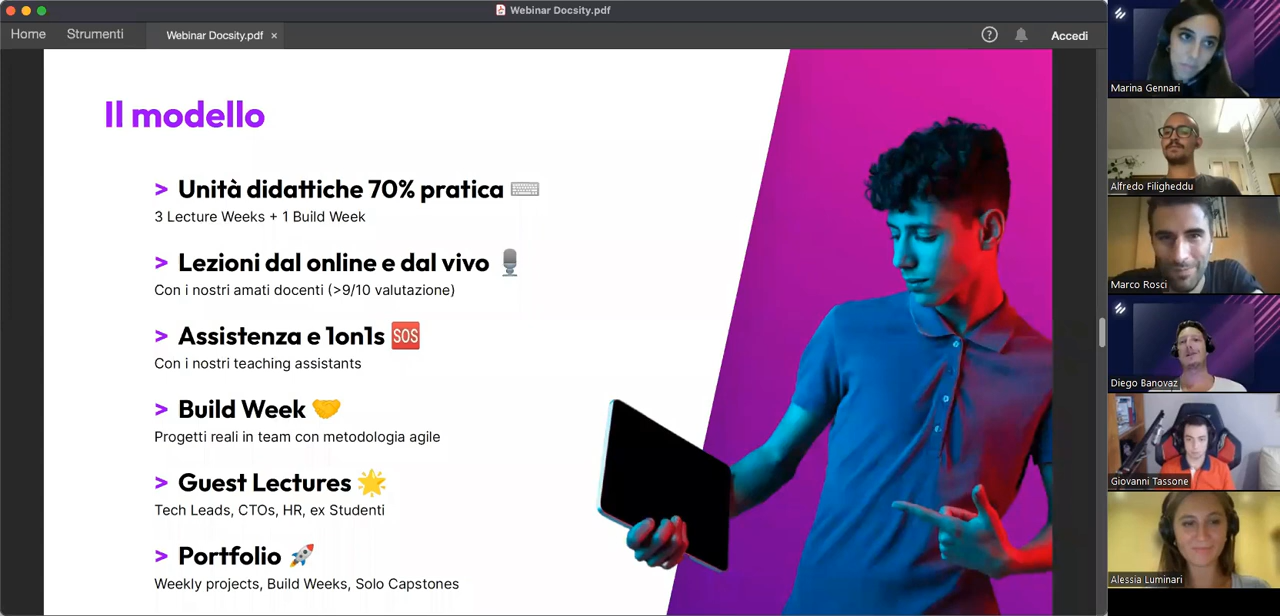 Webinar Docsity.pdf
Home Strumenti Webinar Docsity.pdf × ? Accedi
Il modello
> Unità didattiche 70% pratica
3 Lecture Weeks + 1 Build Week
> Lezioni dal online e dal vivo
Con i nostri amati docenti (>9/10 valutazione)
> Assistenza e 1on1s SOS
Con i nostri teaching assistants
> Build Week
Progetti reali in team con metodologia agile
> Guest Lectures
Tech Leads, CTOs, HR, ex Studenti
> Portfolio
Weekly projects, Build Weeks, Solo Capstones
Marina Gennari
Alfredo Filigheddu
Marco Rosci
Diego Banovaz
Giovanni Tassone
Alessia Luminari